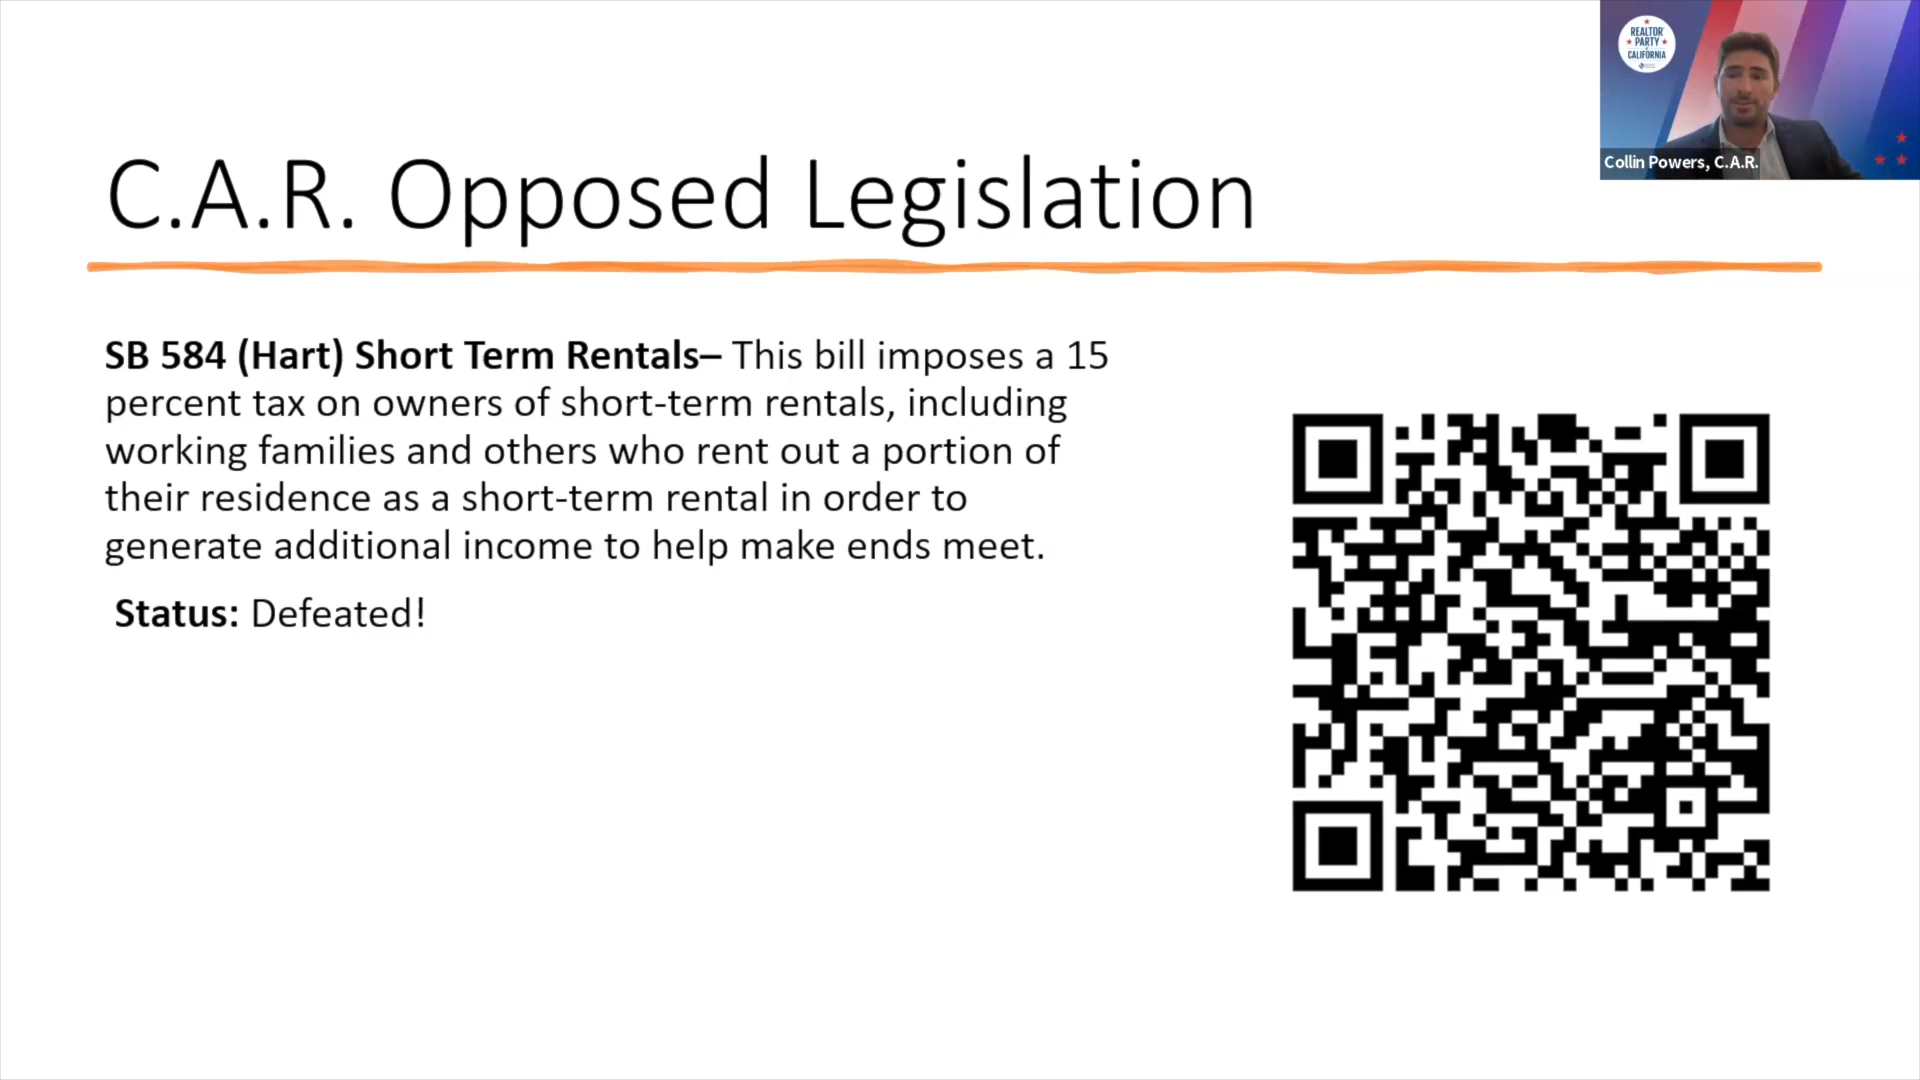 REALTOR
PARTY
CALIFORNIA
Collin Powers, C.A.R.
C.A.R. Opposed Legislation
SB 584 (Hart) Short Term Rentals– This bill imposes a 15
percent tax on owners of short-term rentals, including
working families and others who rent out a portion of
their residence as a short-term rental in order to
generate additional income to help make ends meet.
Status: Defeated!